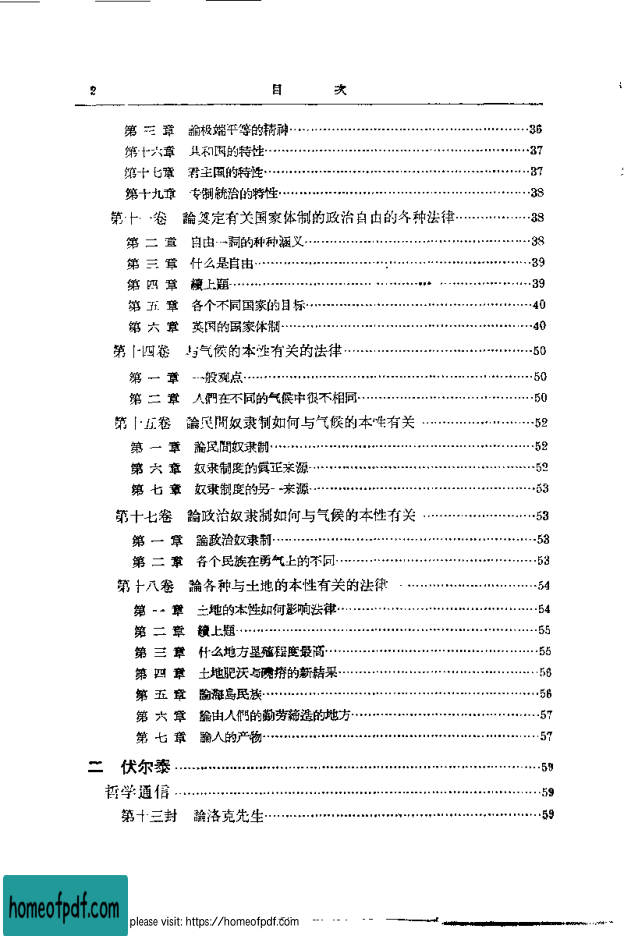 2 目 次
第三章 論极端平等的精神……36
第十六章 共和国的特性……37
第十七章 君主国的特性……37
第十九章 专制統治的特性……38
第十一卷 論奠定有关国家体制的政治自由的各种法律……38
第二章 自由一詞的种种涵义……38
第三章 什么是自由……39
第四章 續上題……39
第五章 各个不同国家的目标……40
第六章 英国的国家体制……40
第十四卷 与气候的本性有关的法律……50
第一章 一般观点……50
第二章 人們在不同的气候中很不相同……50
第十五卷 論民間奴隶制如何与气候的本性有关……52
第一章 論民間奴隶制……52
第六章 奴隶制度的眞正来源……52
第七章 奴隶制度的另一来源……53
第十七卷 論政治奴隶制如何与气候的本性有关……53
第一章 論政治奴隶制……53
第二章 各个民族在勇气上的不同……53
第十八卷 論各种与土地的本性有关的法律……54
第一章 土地的本性如何影响法律……54
第二章 續上題……55
第三章 什么地方垦殖程度最高……55
第四章 土地肥沃与磽瘠的新結果……56
第五章 論海島民族……56
第六章 論由人們的勤劳締造的地方……57
第七章 論人的产物……57
二 伏尔泰……59
哲学通信……59
第十三封 論洛克先生……59
homeofpdf.com
please visit: https://homeofpdf.com